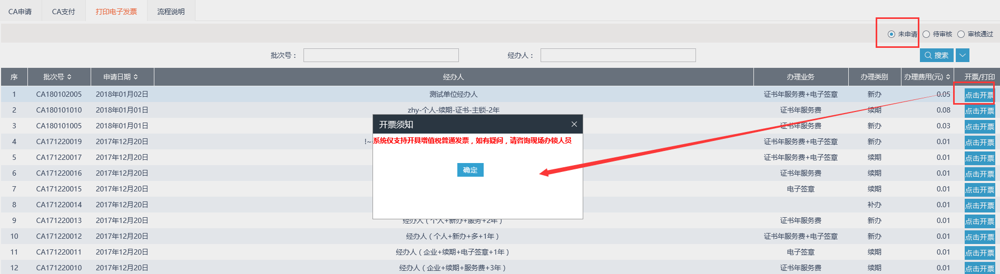 CA申请 CA支付 打印电子发票 流程说明
未申请 待审核 审核通过
批次号： 经办人： 搜索
序 批次号 申请日期 经办人 办理业务 办理类别 办理费用(元) 开票/打印
1 CA180102005 2018年01月02日 测试单位经办人 证书年服务费+电子签章 新办 0.05 点击开票
2 CA180101010 2018年01月01日 zhy-个人-续期-证书-主锁-2年 证书年服务费 续期 0.08 点击开票
3 CA180101005 2018年01月01日 证书年服务费 新办 0.03 点击开票
4 CA171220019 2017年12月20日 !~ 证书年服务费+电子签章 新办 0.01 点击开票
5 CA171220017 2017年12月20日 证书年服务费+电子签章 续期 0.01 点击开票
6 CA171220016 2017年12月20日 证书年服务费 续期 0.01 点击开票
7 CA171220015 2017年12月20日 电子签章 续期 0.01 点击开票
8 CA171220014 2017年12月20日 补办 0.01 点击开票
9 CA171220013 2017年12月20日 经办人（个人+新办+服务+2年） 证书年服务费 新办 0.01 点击开票
10 CA171220012 2017年12月20日 经办人（个人+新办+多+1年） 证书年服务费+电子签章 新办 0.01 点击开票
11 CA171220011 2017年12月20日 经办人（企业+续期+电子签章+1年） 电子签章 续期 0.01 点击开票
12 CA171220010 2017年12月20日 经办人（企业+续期+服务费+3年） 证书年服务费 续期 0.01 点击开票
开票须知
系统仅支持开具增值税普通发票，如有疑问，请咨询现场办锁人员
确定